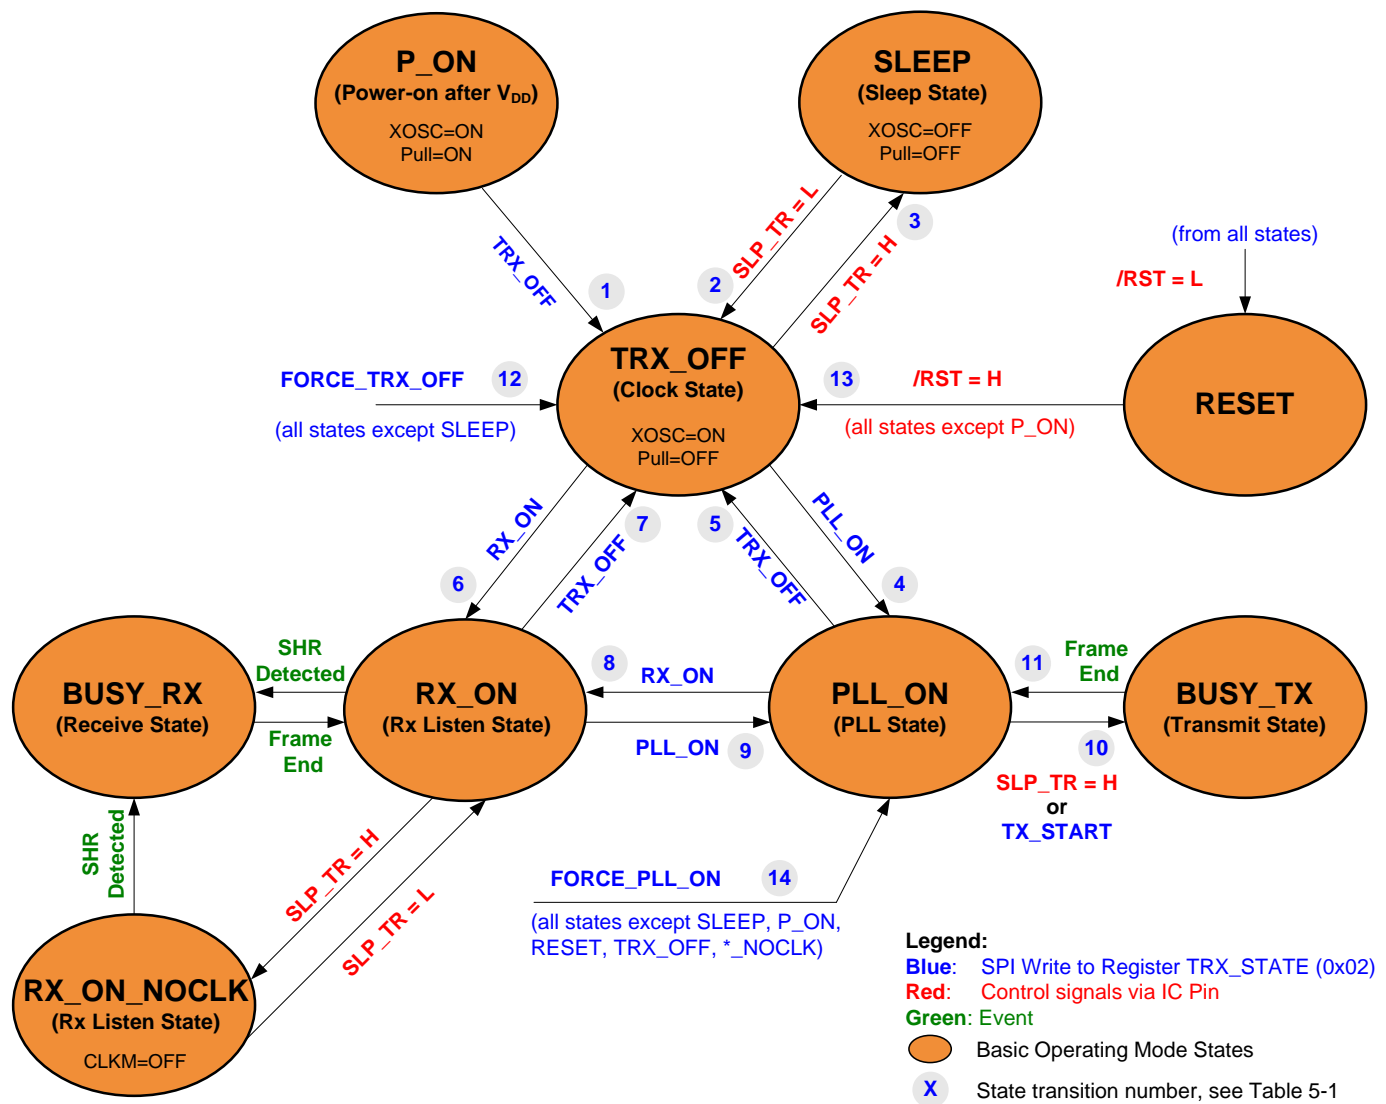 P_ON
(Power-on after VDD)
XOSC=ON
Pull=ON
SLEEP
(Sleep State)
XOSC=OFF
Pull=OFF
TRX_OFF
1
2
SLP_TR = L
SLP_TR = H
3
(from all states)
/RST = L
TRX_OFF
(Clock State)
XOSC=ON
Pull=OFF
FORCE_TRX_OFF
12
(all states except SLEEP)
13
/RST = H
(all states except P_ON)
RESET
RX_ON
6
TRX_OFF
7
5
TRX_OFF
PLL_ON
4
BUSY_RX
(Receive State)
SHR
Detected
Frame
End
RX_ON
(Rx Listen State)
8
RX_ON
PLL_ON
9
PLL_ON
(PLL State)
11
Frame
End
10
SLP_TR = H
or
TX_START
BUSY_TX
(Transmit State)
SHR
Detected
SLP_TR = H
SLP_TR = L
FORCE_PLL_ON
14
(all states except SLEEP, P_ON,
RESET, TRX_OFF, *_NOCLK)
RX_ON_NOCLK
(Rx Listen State)
CLKM=OFF
Legend:
Blue: SPI Write to Register TRX_STATE (0x02)
Red: Control signals via IC Pin
Green: Event
Basic Operating Mode States
X State transition number, see Table 5-1